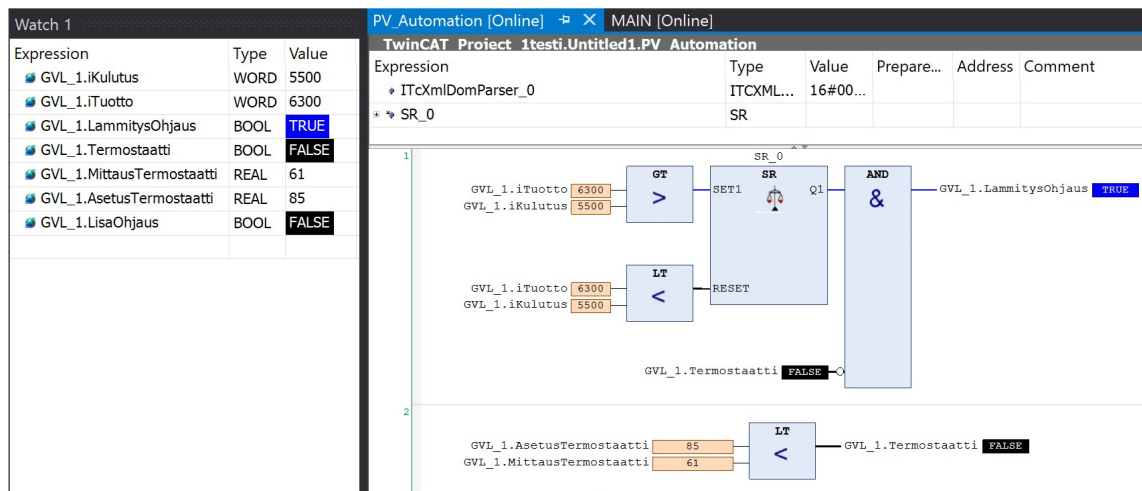 Watch 1
Expression Type Value
GVL_1.iKulutus WORD 5500
GVL_1.iTuotto WORD 6300
GVL_1.LammitysOhjaus BOOL TRUE
GVL_1.Termostaatti BOOL FALSE
GVL_1.MittausTermostaatti REAL 61
GVL_1.AsetusTermostaatti REAL 85
GVL_1.LisaOhjaus BOOL FALSE
PV_Automation [Online] MAIN [Online]
TwinCAT_Project_1testi.Untitled1.PV_Automation
Expression Type Value Prepare... Address Comment
ITcXmlDomParser_0 ITCXML... 16#00...
SR_0 SR
1
SR_0
GT SR AND
GVL_1.iTuotto 6300 > SET1 Q1 & GVL_1.LammitysOhjaus TRUE
GVL_1.iKulutus 5500
LT
GVL_1.iTuotto 6300 < RESET
GVL_1.iKulutus 5500
GVL_1.Termostaatti FALSE
2
LT
GVL_1.AsetusTermostaatti 85 < GVL_1.Termostaatti FALSE
GVL_1.MittausTermostaatti 61